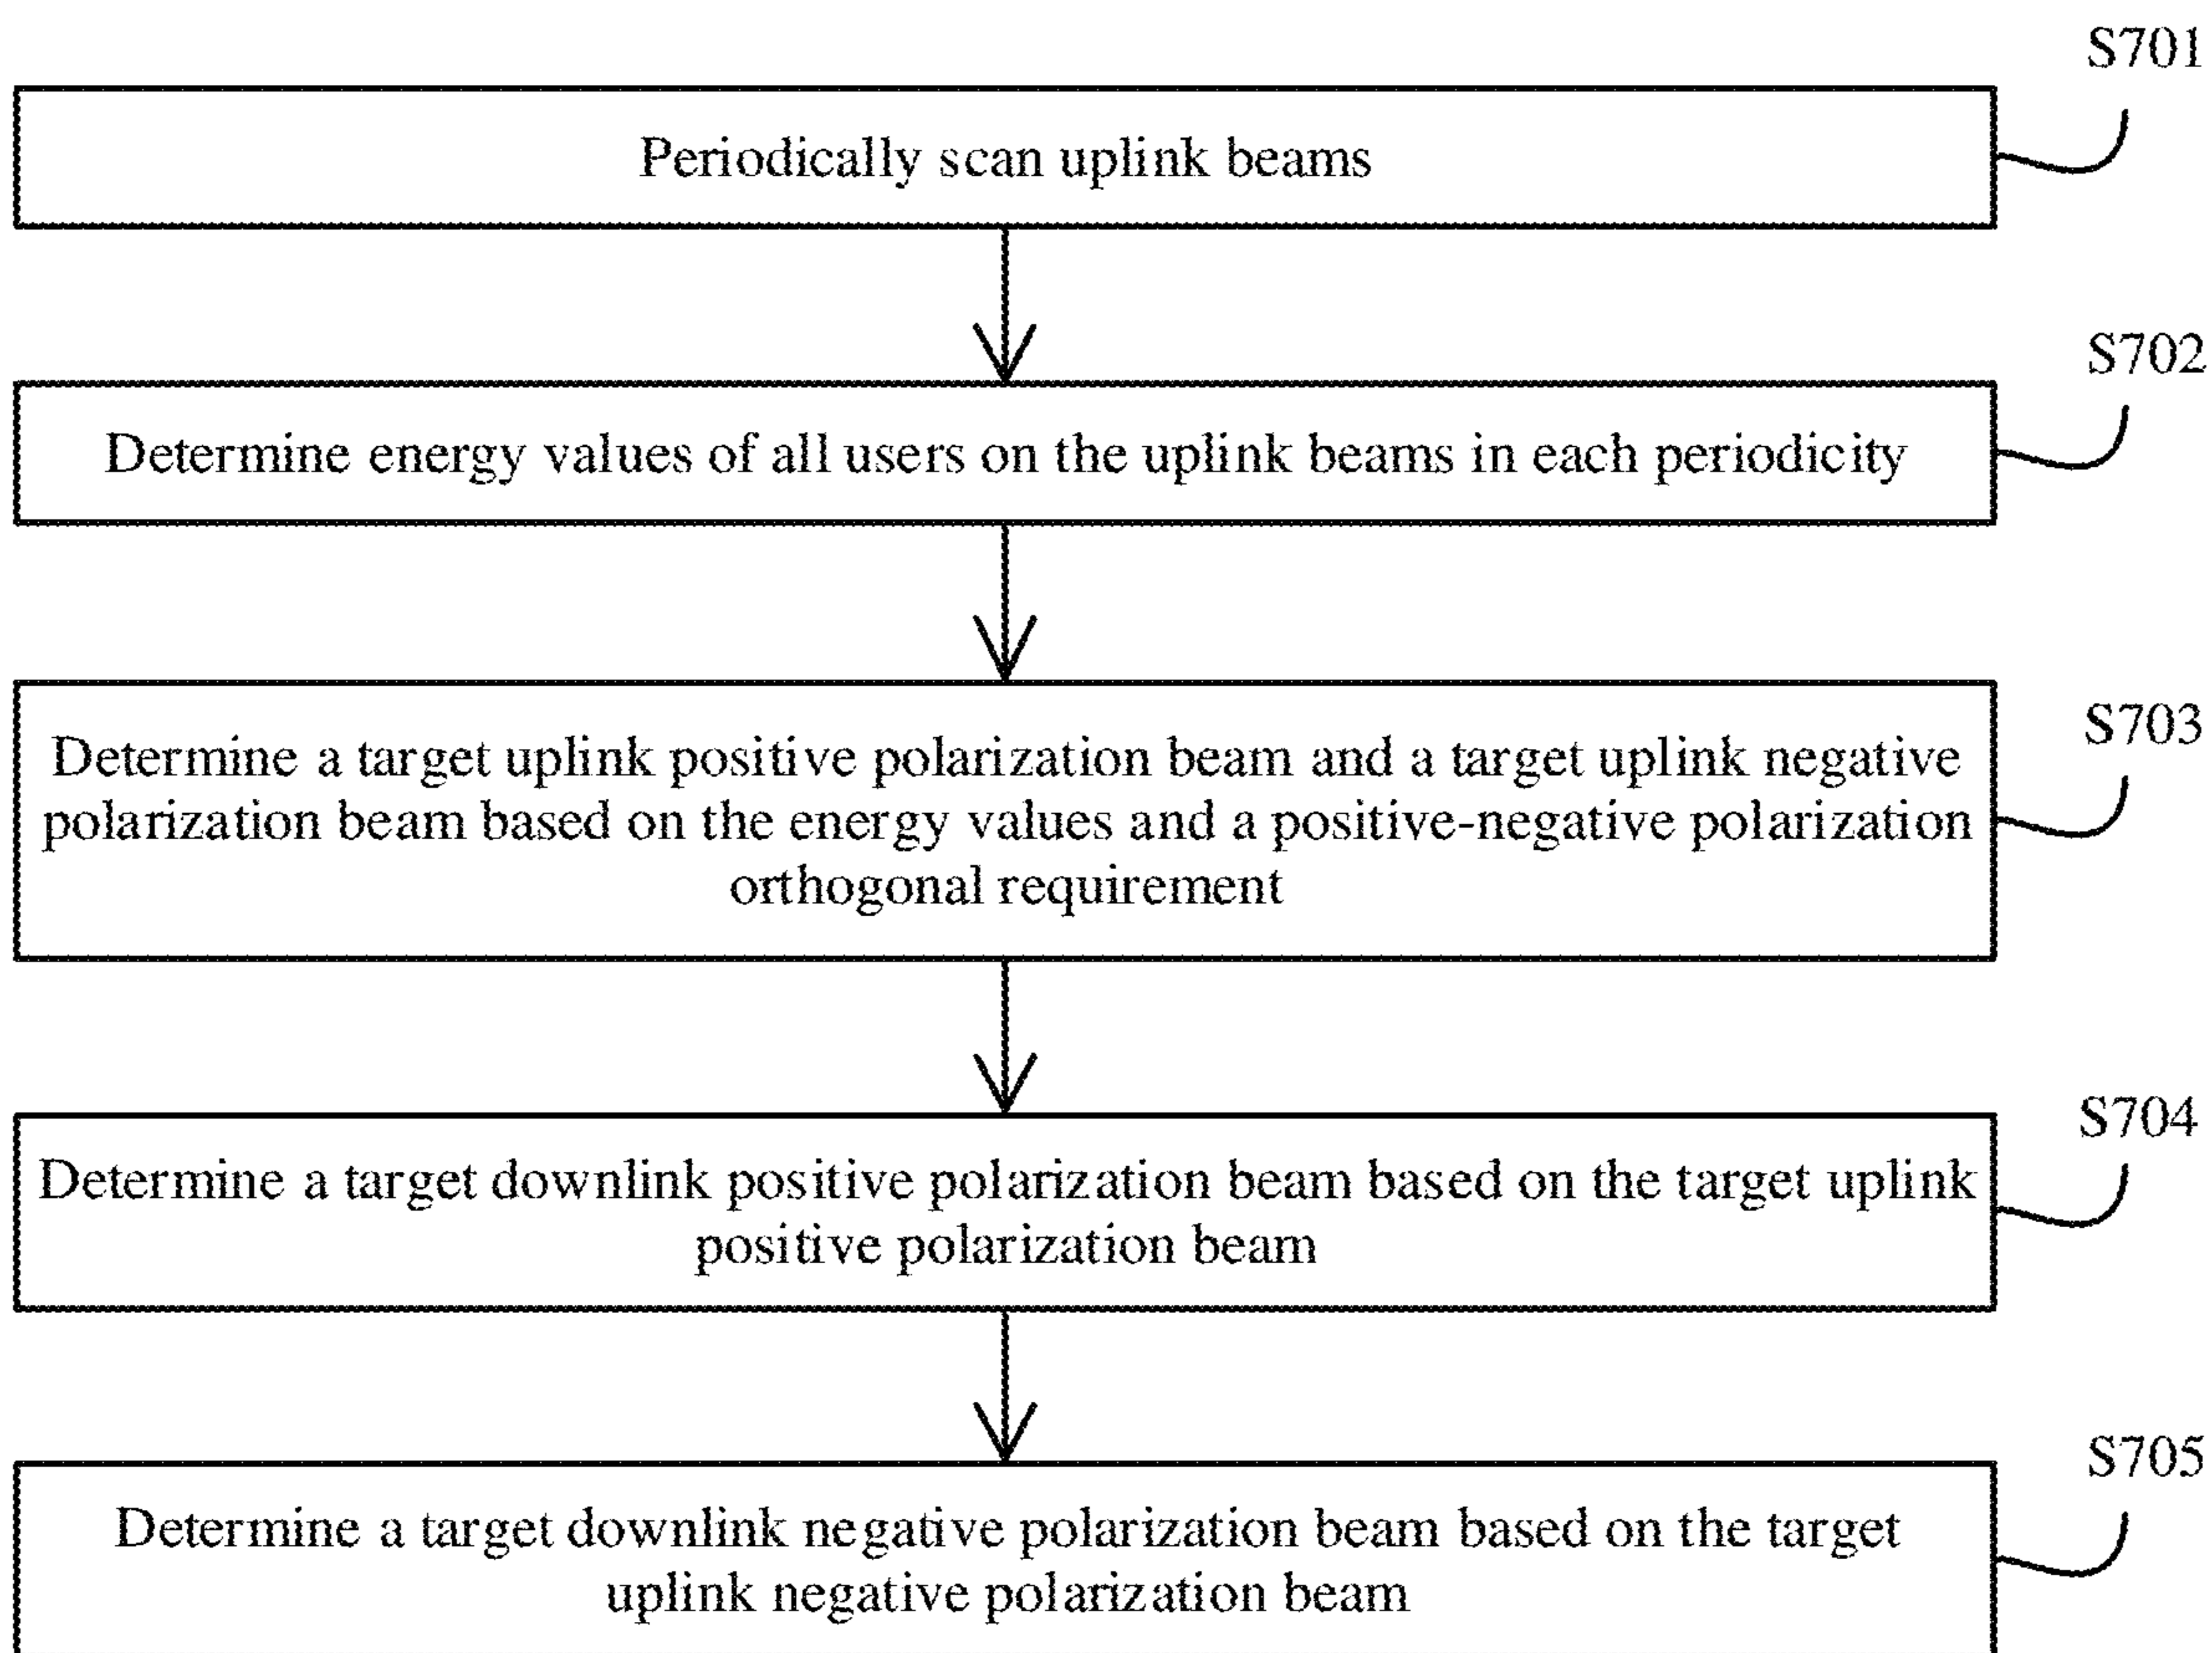 S701
Periodically scan uplink beams
S702
Determine energy values of all users on the uplink beams in each periodicity
S703
Determine a target uplink positive polarization beam and a target uplink negative
polarization beam based on the energy values and a positive-negative polarization
orthogonal requirement
S704
Determine a target downlink positive polarization beam based on the target uplink
positive polarization beam
S705
Determine a target downlink negative polarization beam based on the target
uplink negative polarization beam